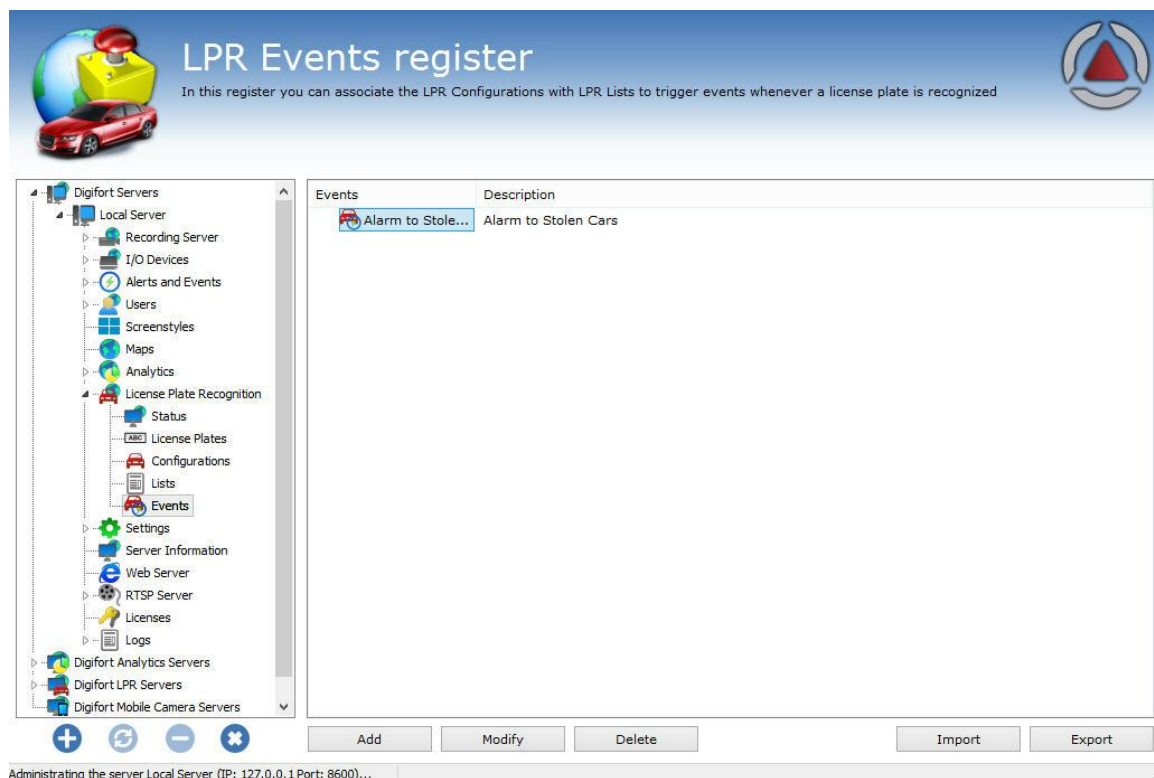 LPR Events register
In this register you can associate the LPR Configurations with LPR Lists to trigger events whenever a license plate is recognized
Digifort Servers
Local Server
Recording Server
I/O Devices
Alerts and Events
Users
Screenstyles
Maps
Analytics
License Plate Recognition
Status
ABC License Plates
Configurations
Lists
Events
Settings
Server Information
Web Server
RTSP Server
Licenses
Logs
Digifort Analytics Servers
Digifort LPR Servers
Digifort Mobile Camera Servers
Events Description
Alarm to Stole... Alarm to Stolen Cars
Add Modify Delete Import Export
Administrating the server Local Server (IP: 127.0.0.1 Port: 8600)...